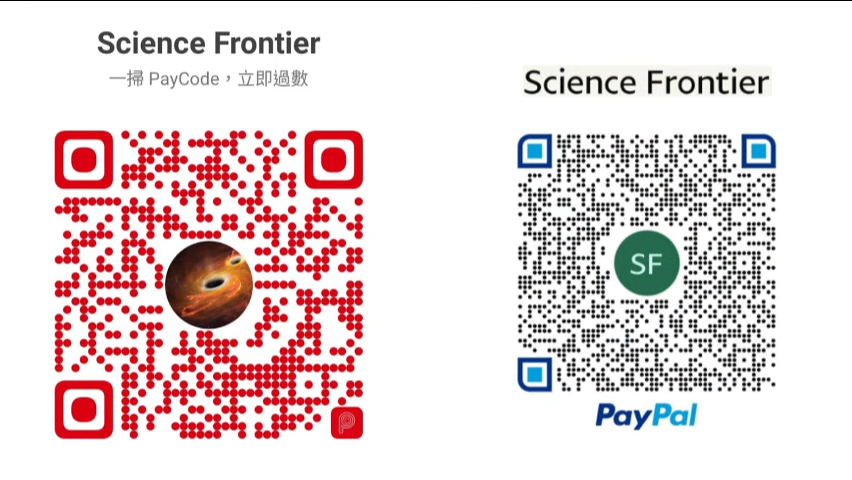 Science Frontier
一掃 PayCode，立即過數
Science Frontier
SF
PayPal